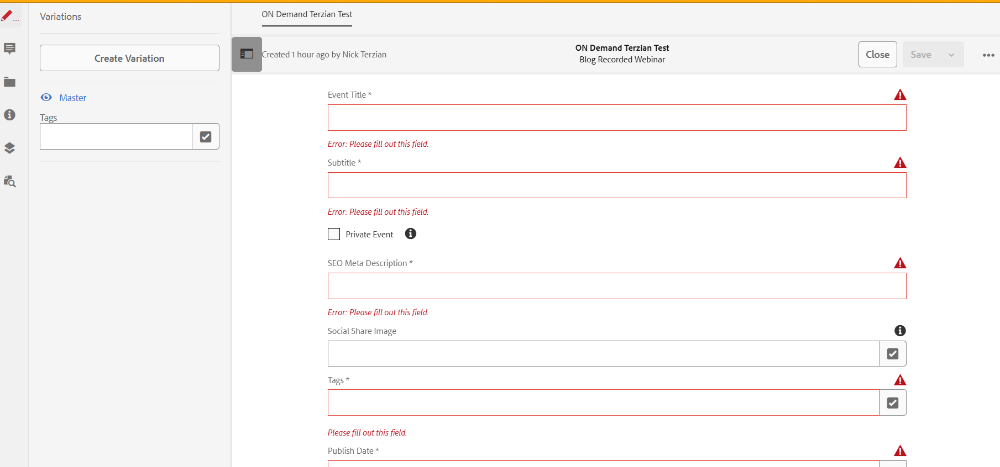 Variations
Create Variation
Master
Tags
ON Demand Terzian Test
Created 1 hour ago by Nick Terzian
ON Demand Terzian Test
Blog Recorded Webinar
Close
Save
Event Title *
Error: Please fill out this field.
Subtitle *
Error: Please fill out this field.
Private Event
SEO Meta Description *
Error: Please fill out this field.
Social Share Image
Tags *
Please fill out this field.
Publish Date *